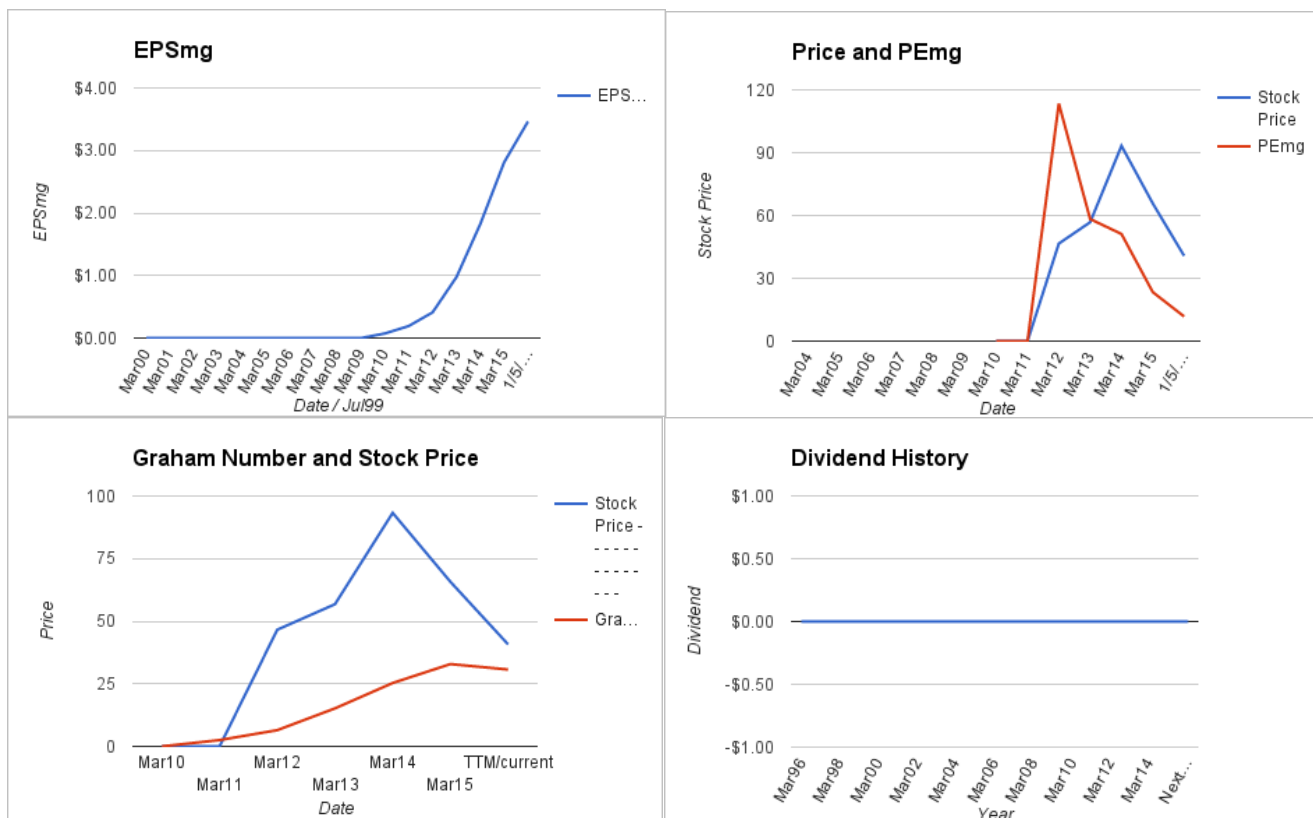 EPSmg
$4.00
$3.00
$2.00
$1.00
$0.00
EPSmg
Mar00
Mar01
Mar02
Mar03
Mar04
Mar05
Mar06
Mar07
Mar08
Mar09
Mar10
Mar11
Mar12
Mar13
Mar14
Mar15
1/5/...
Date / Jul99
EPS...
Price and PEmg
120
90
60
30
0
Stock Price
Mar04
Mar05
Mar06
Mar07
Mar08
Mar09
Mar10
Mar11
Mar12
Mar13
Mar14
Mar15
1/5/...
Date
Stock
Price
PEmg
Graham Number and Stock Price
100
75
50
25
0
Price
Mar10
Mar11
Mar12
Mar13
Mar14
Mar15
TTM/current
Date
Stock
Price -
- - - - -
- - - - -
- - -
Gra...
Dividend History
$1.00
$0.50
$0.00
-$0.50
-$1.00
Dividend
Mar96
Mar98
Mar00
Mar02
Mar04
Mar06
Mar08
Mar10
Mar12
Mar14
Next...
Year